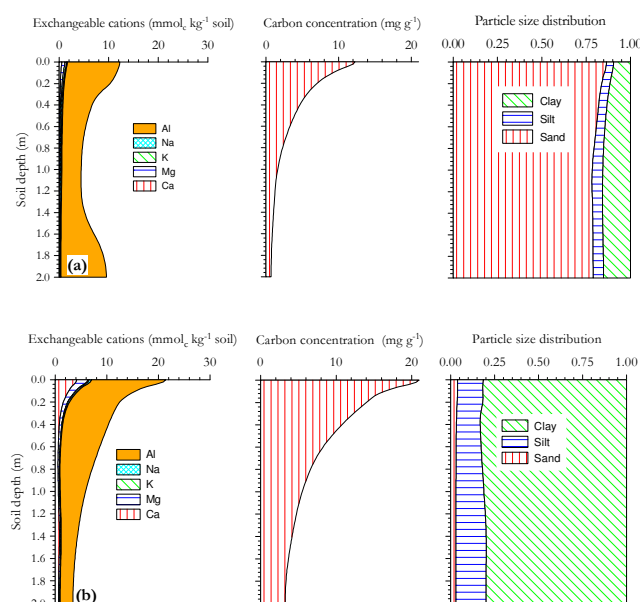 Exchangeable cations (mmolc kg-1 soil)
0 10 20 30
Soil depth (m)
0.0
0.2
0.4
0.6
0.8
1.0
1.2
1.4
1.6
1.8
2.0
Al
Na
K
Mg
Ca
(a)
Carbon concentration (mg g-1)
0 10 20
Particle size distribution
0.00 0.25 0.50 0.75 1.00
Clay
Silt
Sand
Exchangeable cations (mmolc kg-1 soil)
0 10 20 30
Soil depth (m)
0.0
0.2
0.4
0.6
0.8
1.0
1.2
1.4
1.6
1.8
2.0
Al
Na
K
Mg
Ca
(b)
Carbon concentration (mg g-1)
0 10 20
Particle size distribution
0.00 0.25 0.50 0.75 1.00
Clay
Silt
Sand